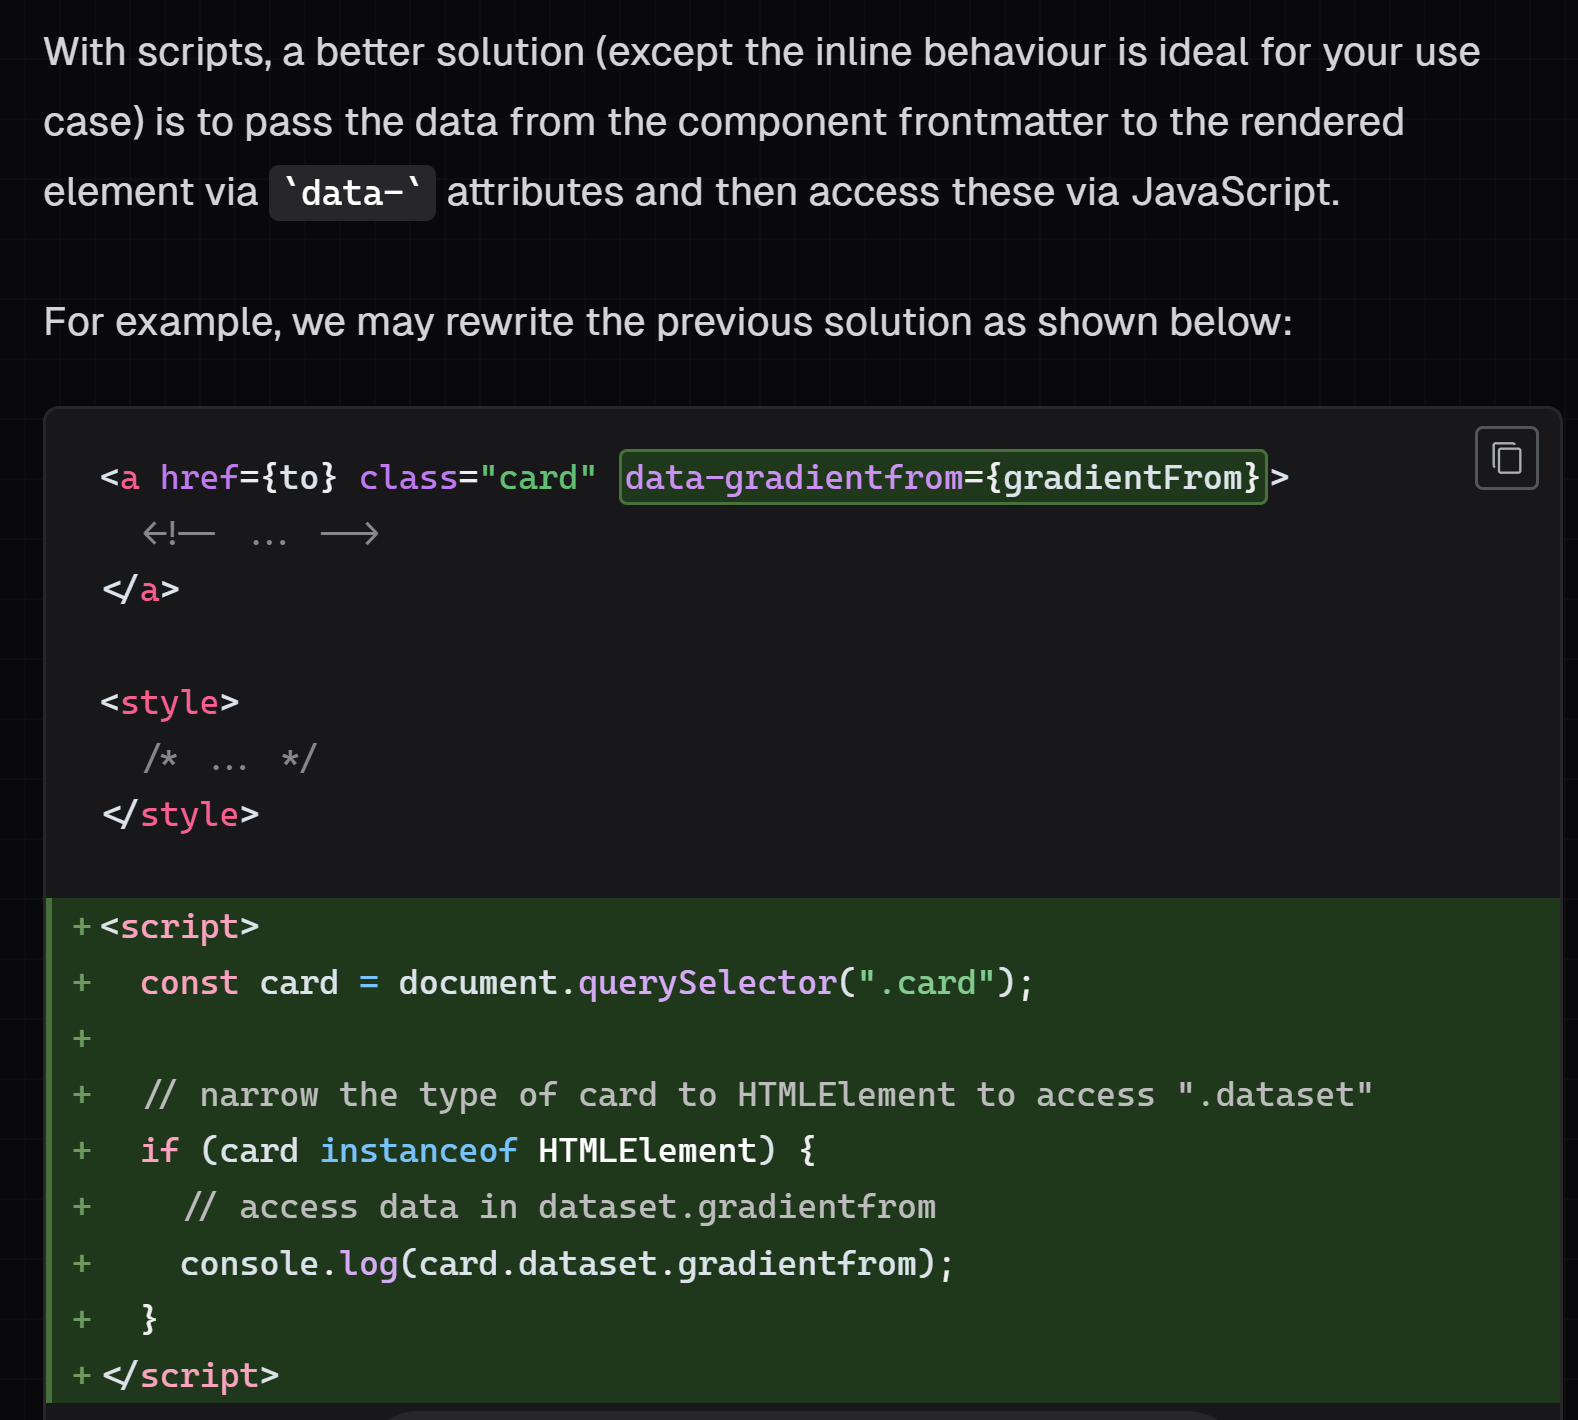 With scripts, a better solution (except the inline behaviour is ideal for your use
case) is to pass the data from the component frontmatter to the rendered
element via `data-` attributes and then access these via JavaScript.
For example, we may rewrite the previous solution as shown below:
<a href={to} class="card" data-gradientfrom={gradientFrom}>
  <!-- ... -->
</a>
<style>
  /* ... */
</style>
+<script>
+  const card = document.querySelector(".card");
+
+  // narrow the type of card to HTMLElement to access ".dataset"
+  if (card instanceof HTMLElement) {
+    // access data in dataset.gradientfrom
+    console.log(card.dataset.gradientfrom);
+  }
+</script>